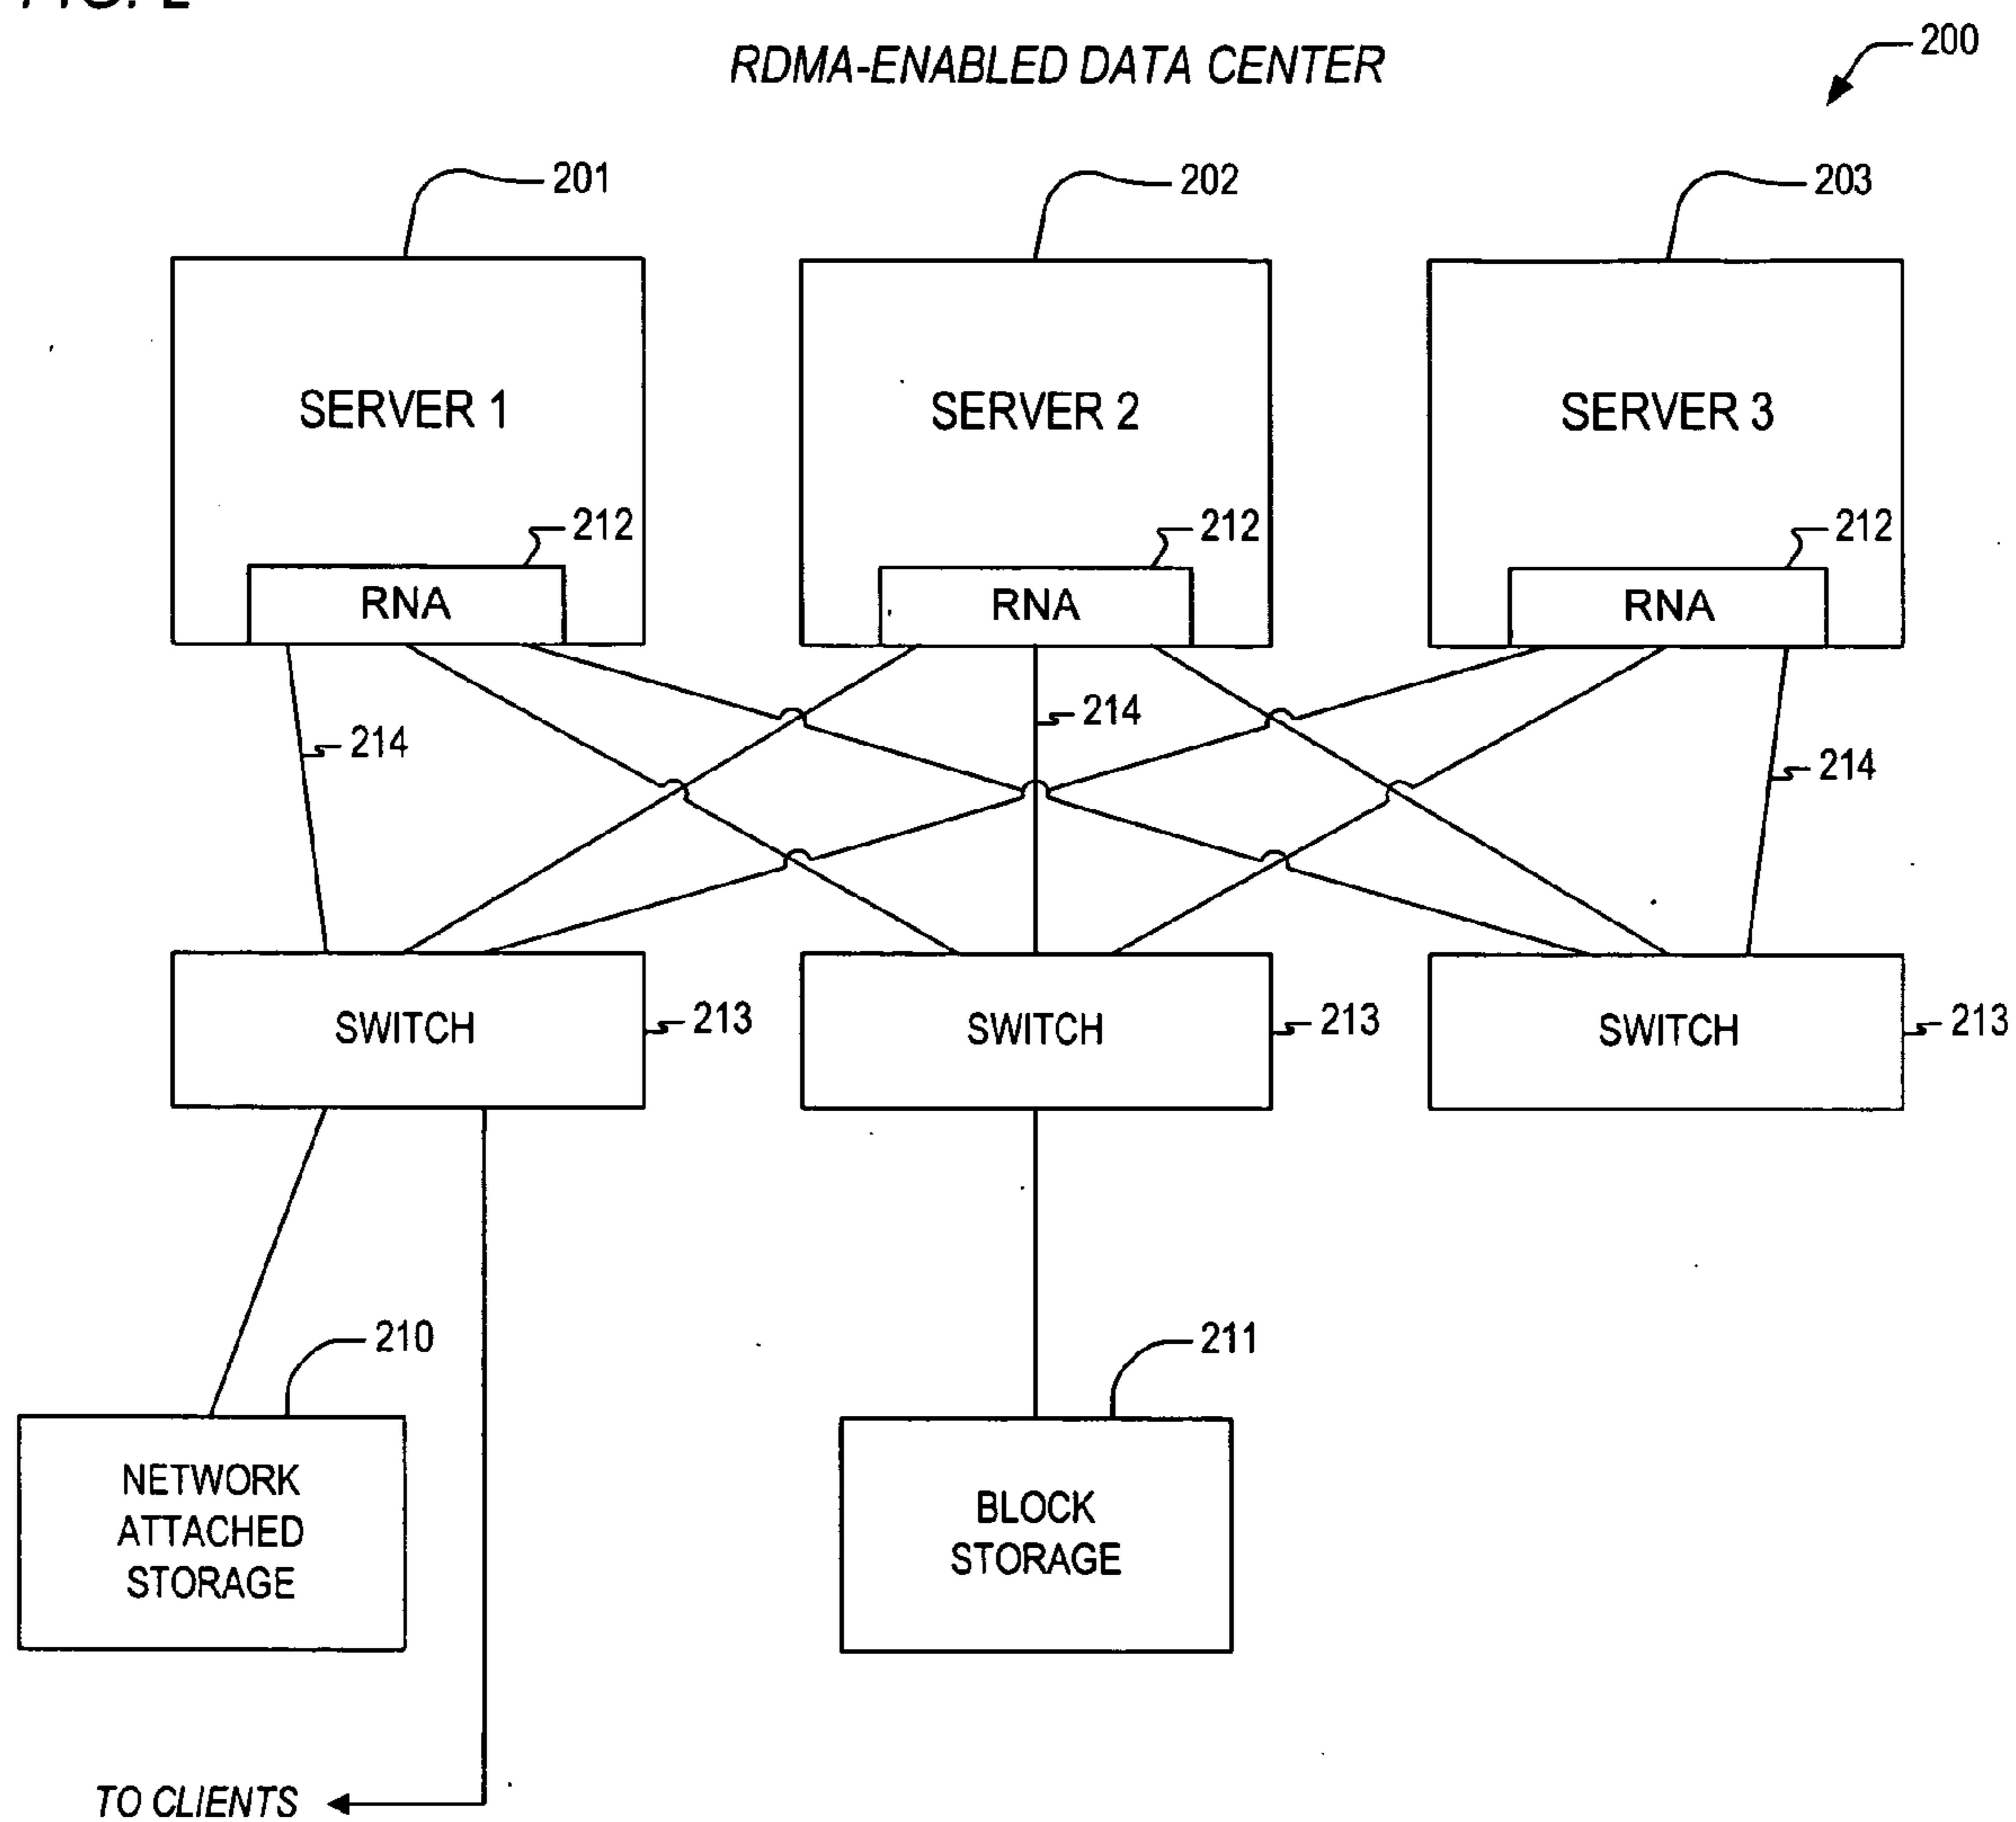 RDMA-ENABLED DATA CENTER
200
201
202
203
SERVER 1
SERVER 2
SERVER 3
212
212
212
RNA
RNA
RNA
214
214
214
SWITCH
213
SWITCH
213
SWITCH
213
210
211
NETWORK
ATTACHED
STORAGE
BLOCK
STORAGE
TO CLIENTS